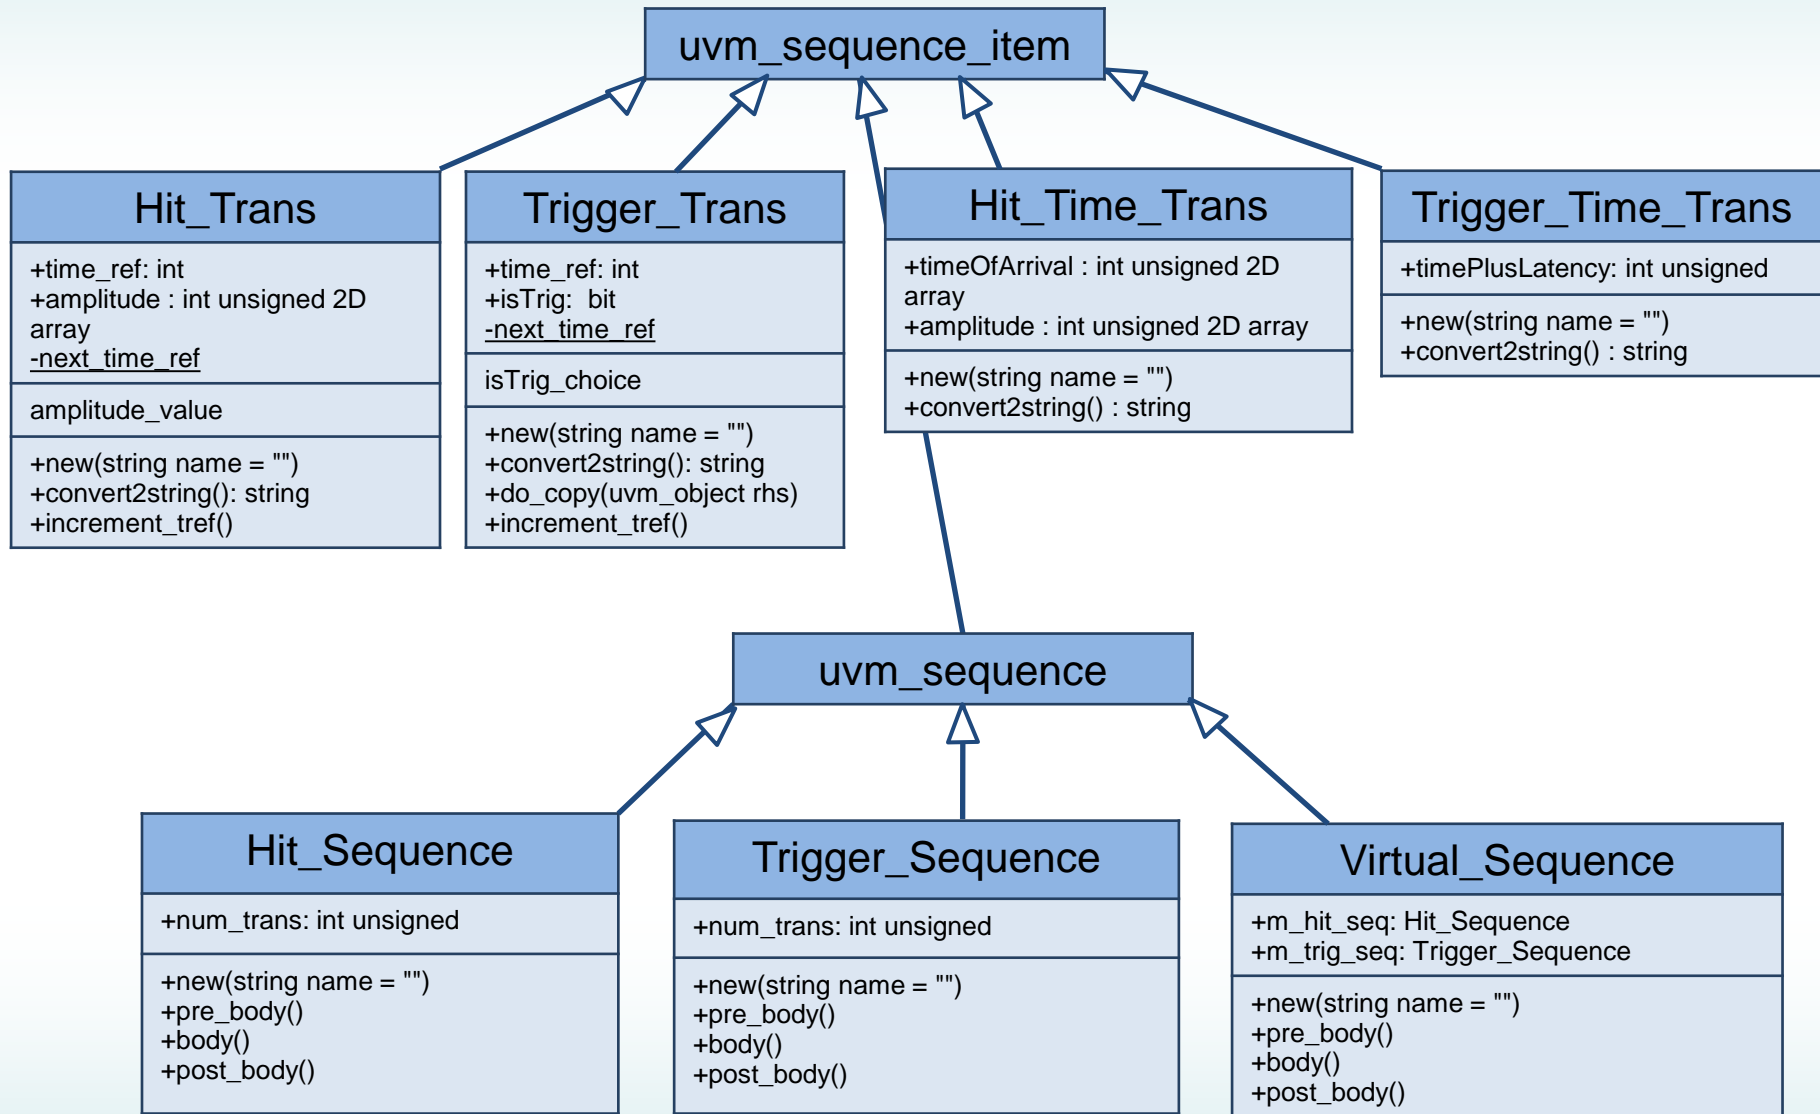 uvm_sequence_item
Hit_Trans
+time_ref: int
+amplitude : int unsigned 2D
array
-next_time_ref
amplitude_value
+new(string name = "")
+convert2string(): string
+increment_tref()
Trigger_Trans
+time_ref: int
+isTrig:  bit
-next_time_ref
isTrig_choice
+new(string name = "")
+convert2string(): string
+do_copy(uvm_object rhs)
+increment_tref()
Hit_Time_Trans
+timeOfArrival : int unsigned 2D
array
+amplitude : int unsigned 2D array
+new(string name = "")
+convert2string() : string
Trigger_Time_Trans
+timePlusLatency: int unsigned
+new(string name = "")
+convert2string() : string
uvm_sequence
Hit_Sequence
+num_trans: int unsigned
+new(string name = "")
+pre_body()
+body()
+post_body()
Trigger_Sequence
+num_trans: int unsigned
+new(string name = "")
+pre_body()
+body()
+post_body()
Virtual_Sequence
+m_hit_seq: Hit_Sequence
+m_trig_seq: Trigger_Sequence
+new(string name = "")
+pre_body()
+body()
+post_body()